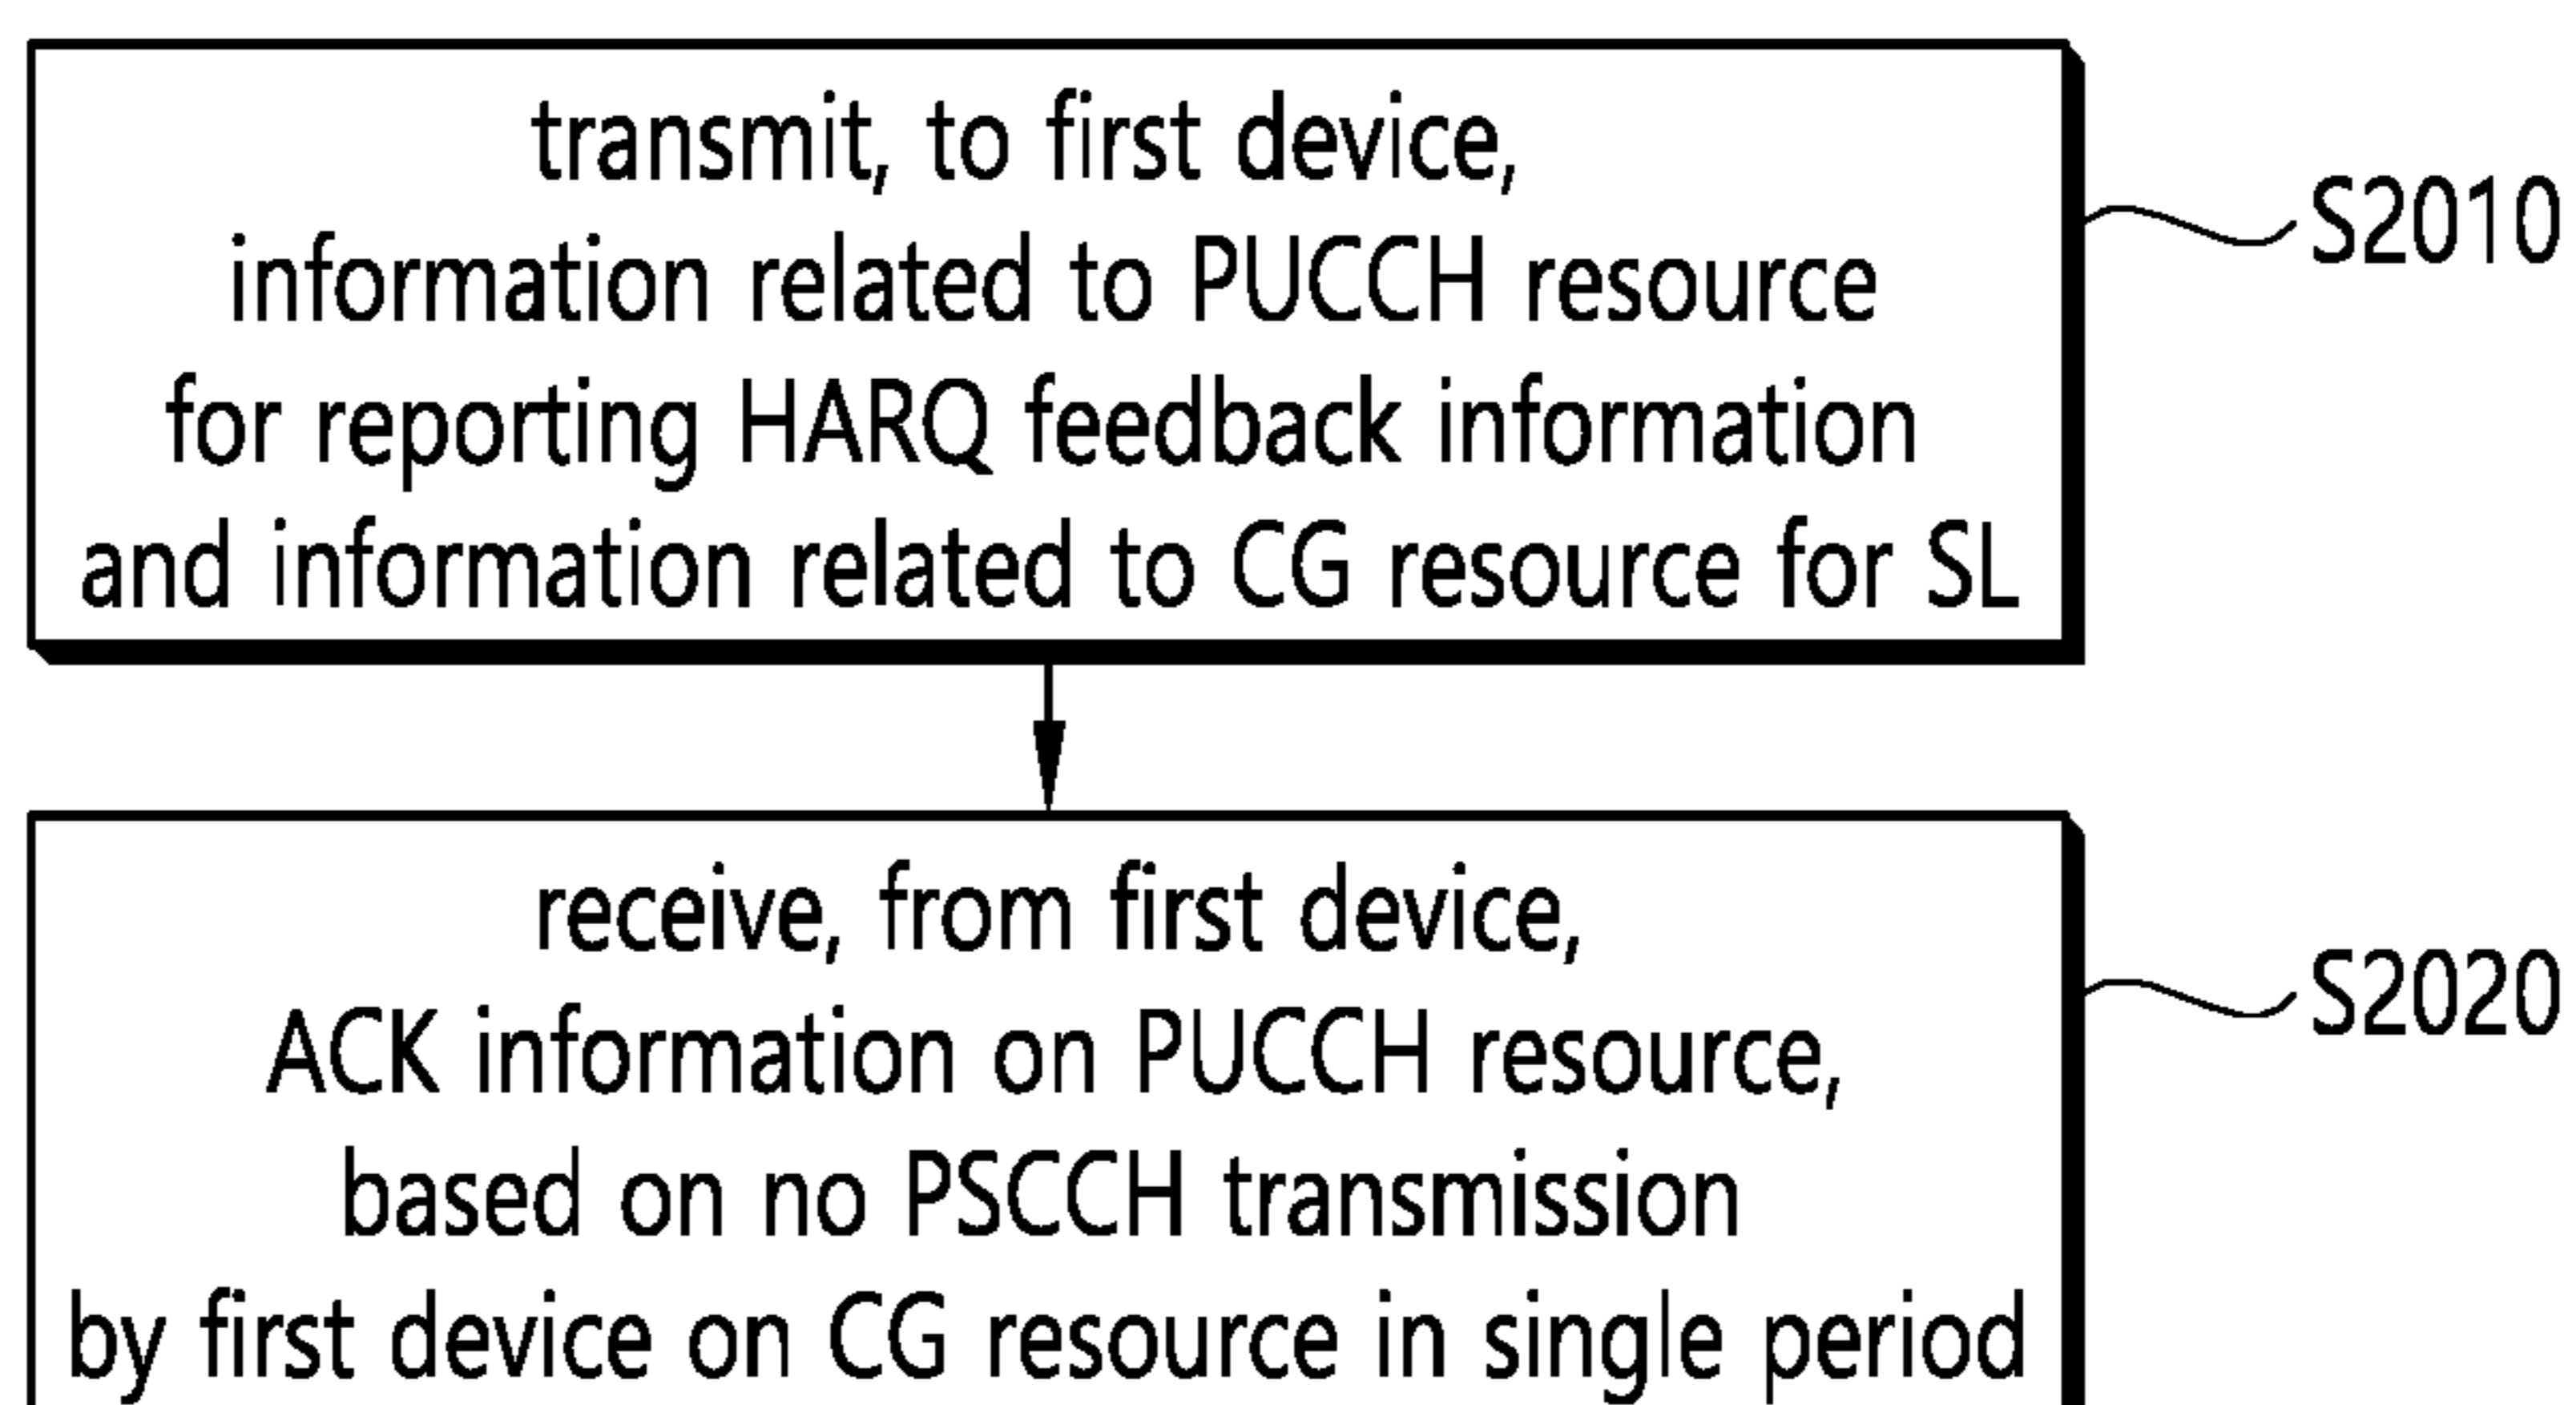 transmit, to first device,
information related to PUCCH resource
for reporting HARQ feedback information
and information related to CG resource for SL
S2010
receive, from first device,
ACK information on PUCCH resource,
based on no PSCCH transmission
by first device on CG resource in single period
S2020